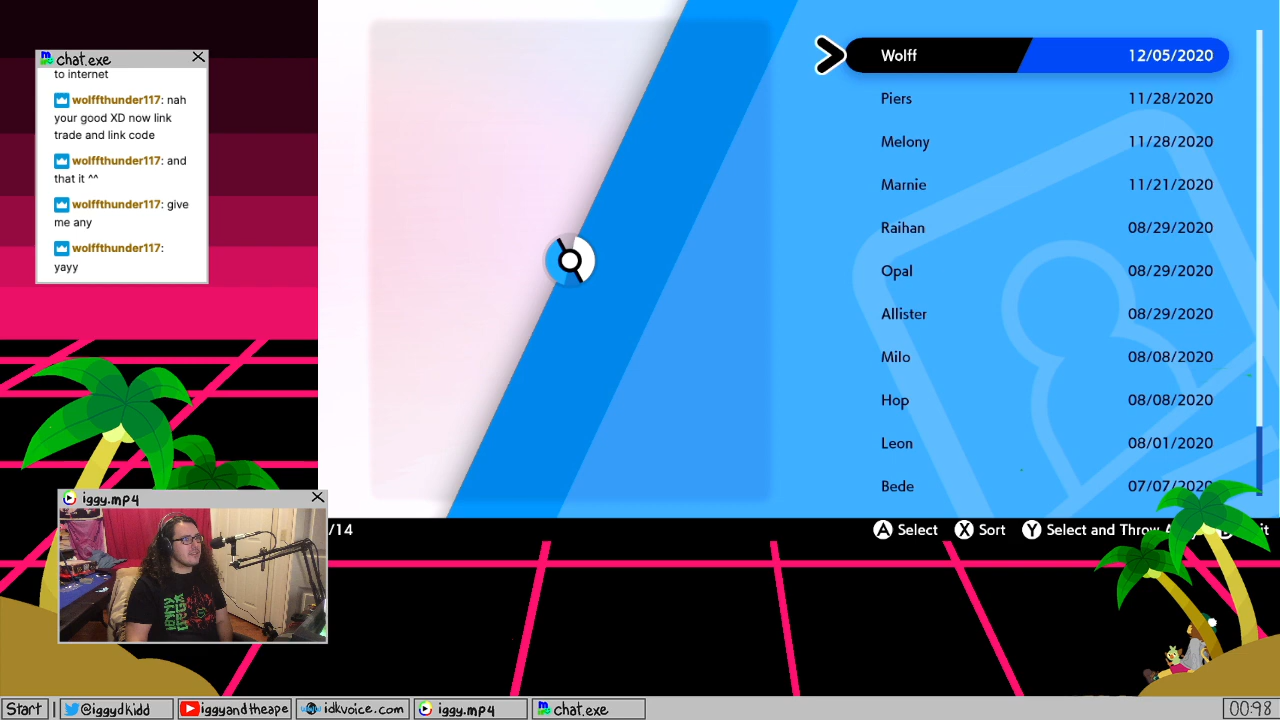 chat.exe
to internet
wolffthunder117: nah
your good XD now link
trade and link code
wolffthunder117: and
that it ^^
wolffthunder117: give
me any
wolffthunder117:
yayy
Wolff 12/05/2020
Piers 11/28/2020
Melony 11/28/2020
Marnie 11/21/2020
Raihan 08/29/2020
Opal 08/29/2020
Allister 08/29/2020
Milo 08/08/2020
Hop 08/08/2020
Leon 08/01/2020
Bede 07/07/2020
/14
A Select X Sort Y Select and Throw
iggy.mp4
Start | @iggydkidd iggyandtheape www idkvoice.com iggy.mp4 chat.exe 00:98